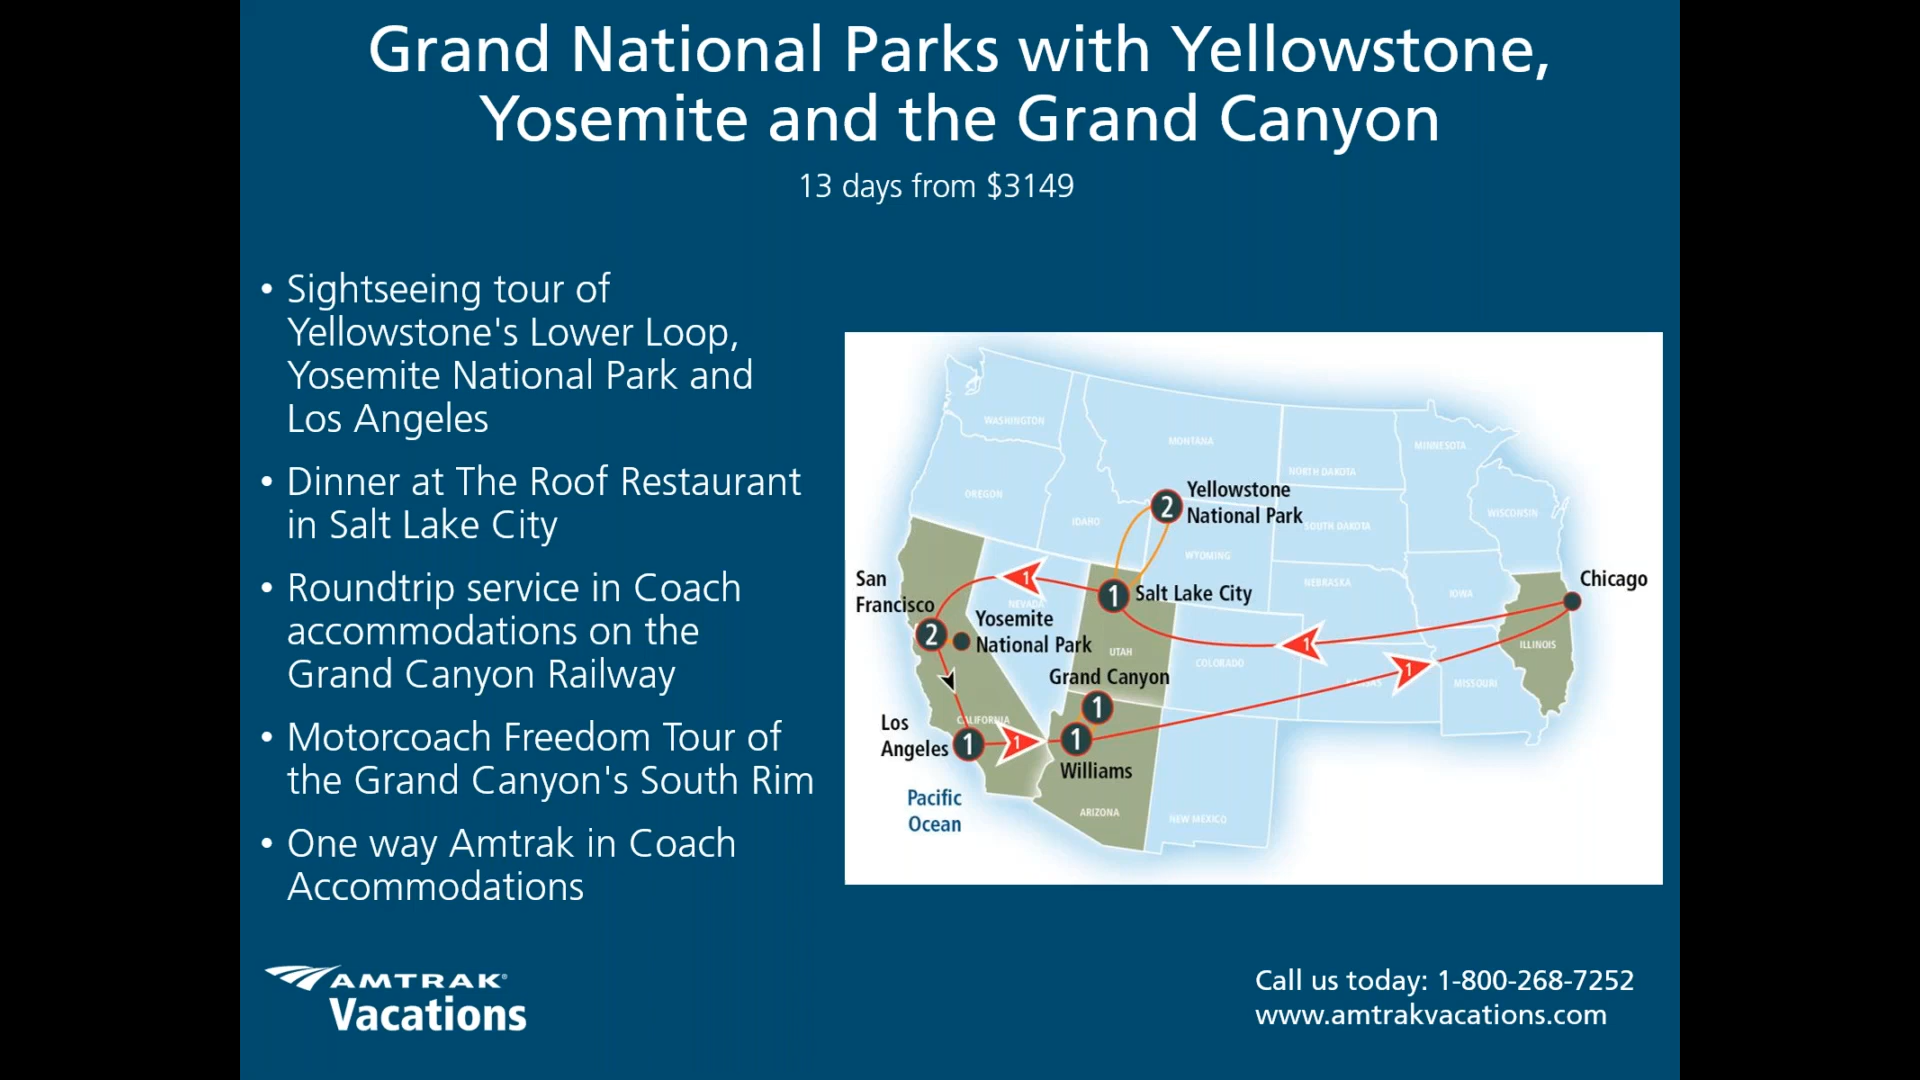 Grand National Parks with Yellowstone,
Yosemite and the Grand Canyon
13 days from $3149
• Sightseeing tour of
Yellowstone's Lower Loop,
Yosemite National Park and
Los Angeles
• Dinner at The Roof Restaurant
in Salt Lake City
• Roundtrip service in Coach
accommodations on the
Grand Canyon Railway
• Motorcoach Freedom Tour of
the Grand Canyon's South Rim
• One way Amtrak in Coach
Accommodations
WASHINGTON
MONTANA
MINNESOTA
NORTH DAKOTA
OREGON
2
Yellowstone
National Park
IDAHO
SOUTH DAKOTA
WISCONSIN
WYOMING
San
Francisco
1
1
Salt Lake City
NEBRASKA
IOWA
Chicago
NEVADA
2
Yosemite
National Park
UTAH
COLORADO
1
ILLINOIS
Grand Canyon
1
KANSAS
MISSOURI
1
CALIFORNIA
Los
Angeles
1
1
1
Williams
Pacific
Ocean
ARIZONA
NEW MEXICO
AMTRAK®
Vacations
Call us today: 1-800-268-7252
www.amtrakvacations.com